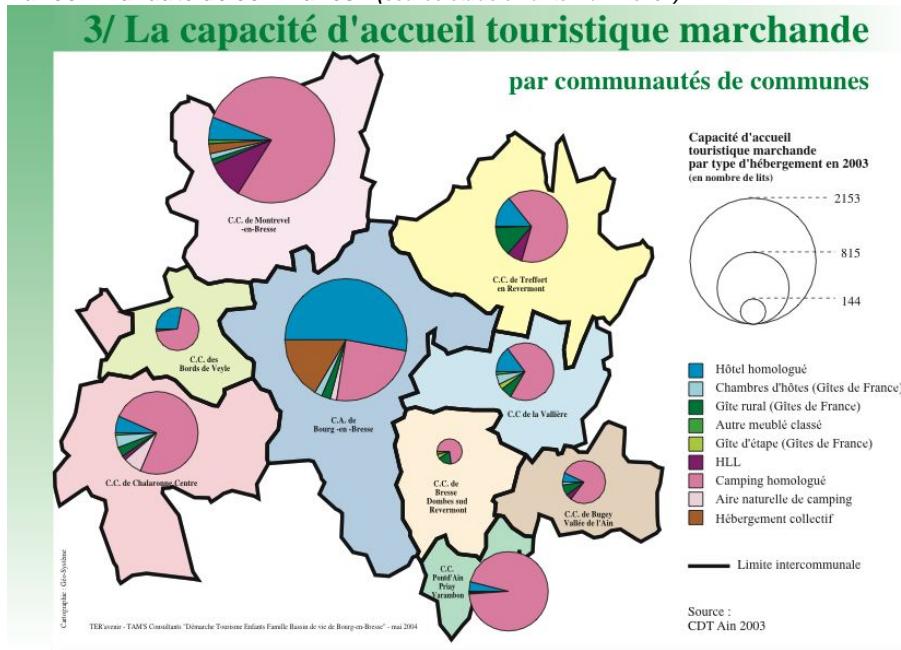 3/ La capacité d'accueil touristique marchande
par communautés de communes
Capacité d'accueil
touristique marchande
par type d'hébergement en 2003
(en nombre de lits)
2153
815
144
C.C. de Montrevel
-en-Bresse
C.C. de Treffort
en Revermont
C.C. des
Bords de Veyle
C.A. de
Bourg -en -Bresse
C.C de la Vallière
C.C. de Chalaronne Centre
C.C. de
Bresse
Dombes sud
Revermont
C.C. de Bugey
Vallée de l'Ain
C.C.
Pontd'Ain
Priay
Varambon
Hôtel homologué
Chambres d'hôtes (Gîtes de France)
Gîte rural (Gîtes de France)
Autre meublé classé
Gîte d'étape (Gîtes de France)
HLL
Camping homologué
Aire naturelle de camping
Hébergement collectif
Limite intercommunale
Source :
CDT Ain 2003
Cartographie : Géo-Système
TER'avenir - TAM'S Consultants "Démarche Tourisme Enfants Famille Bassin de vie de Bourg-en-Bresse" - mai 2004